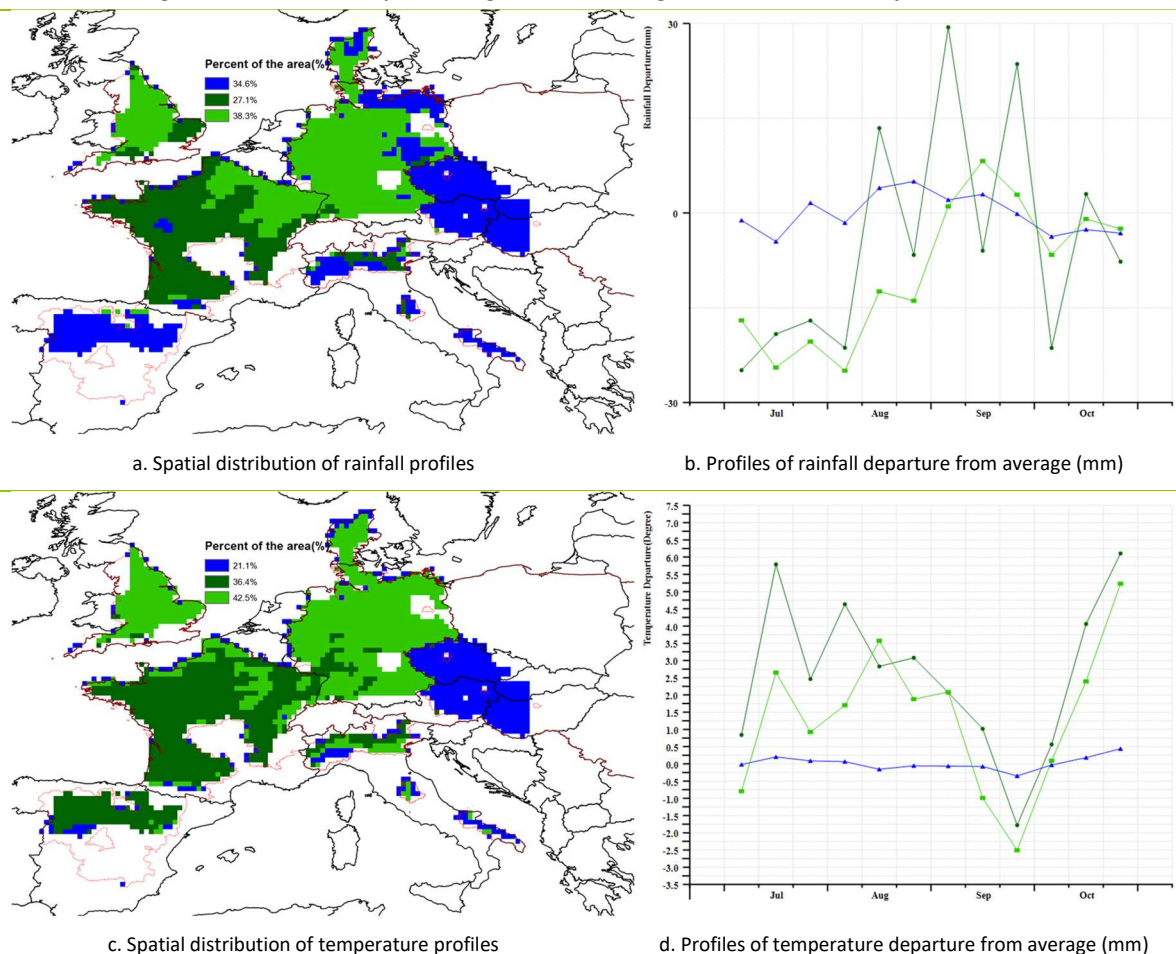 Percent of the area(%)
34.6%
27.1%
38.3%
Rainfall Departure(mm)
30
15
0
-30
Jul
Aug
Sep
Oct
a. Spatial distribution of rainfall profiles
b. Profiles of rainfall departure from average (mm)
Percent of the area(%)
21.1%
36.4%
42.5%
Temperature Departure(Degree)
7.5
7.0
6.5
6.0
5.5
5.0
4.5
4.0
3.5
3.0
2.5
2.0
1.5
1.0
0.5
0.0
-0.5
-1.0
-1.5
-2.0
-2.5
-3.0
-3.5
Jul
Aug
Sep
Oct
c. Spatial distribution of temperature profiles
d. Profiles of temperature departure from average (mm)